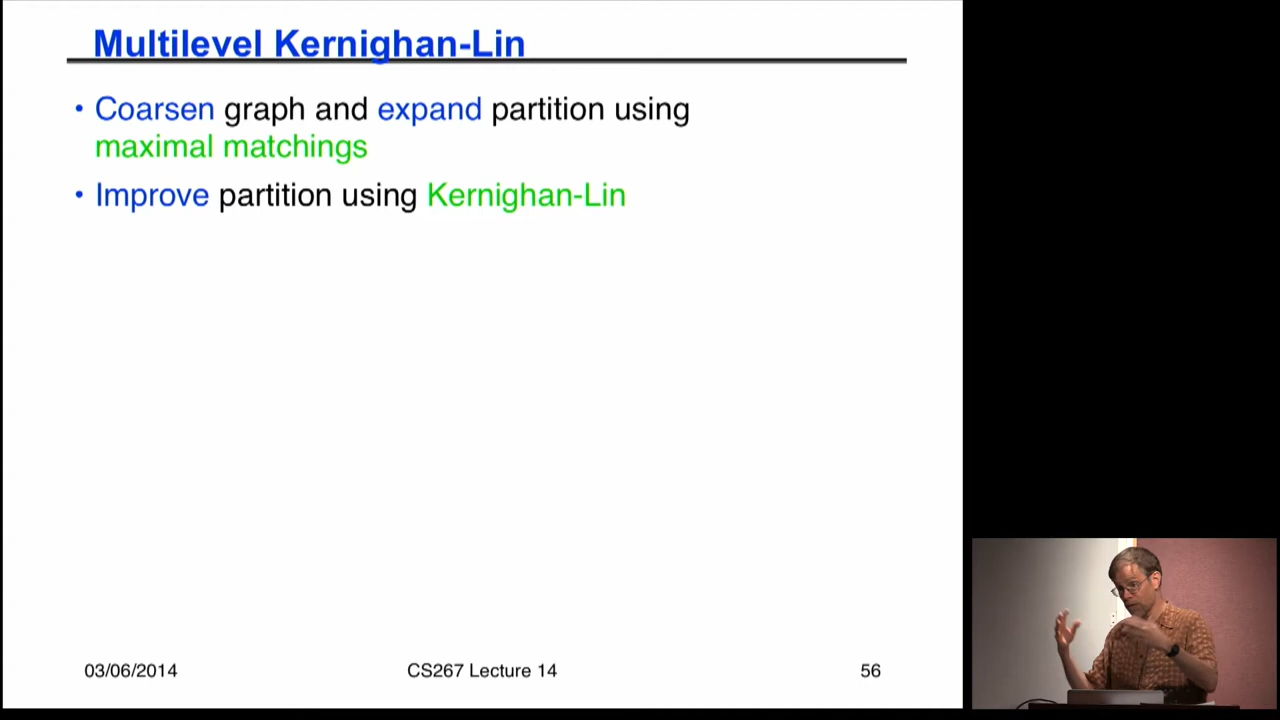 Multilevel Kernighan-Lin
• Coarsen graph and expand partition using
maximal matchings
• Improve partition using Kernighan-Lin
03/06/2014
CS267 Lecture 14
56